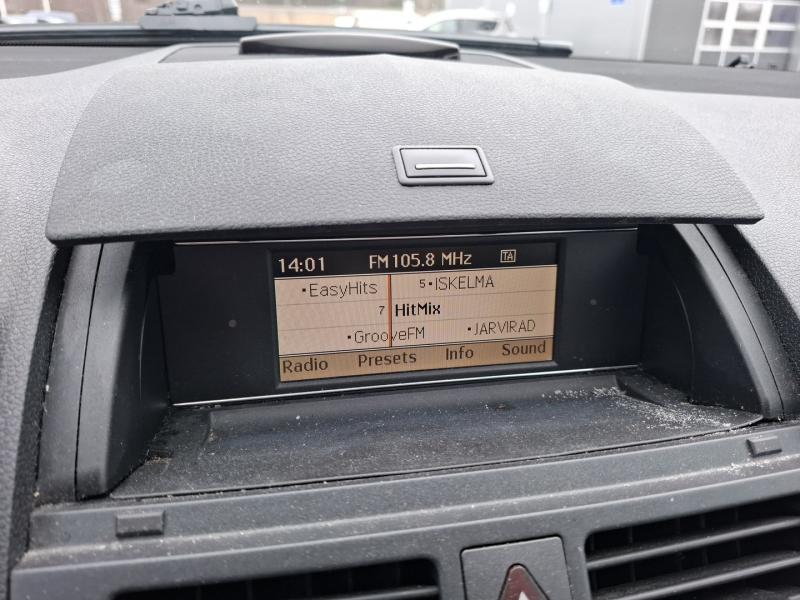 14:01 FM 105.8 MHz TA
•EasyHits 5•ISKELMA
7 HitMix
•GrooveFM •JARVIRAD
Radio Presets Info Sound